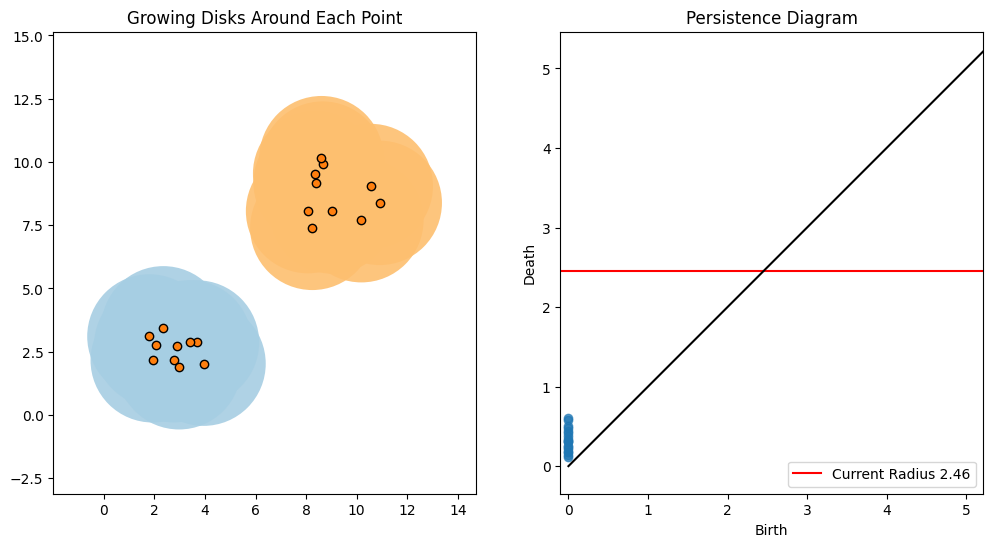 Growing Disks Around Each Point
15.0
12.5
10.0
7.5
5.0
2.5
0.0
−2.5
0 2 4 6 8 10 12 14
Persistence Diagram
Death
5
4
3
2
1
0
Current Radius 2.46
0 1 2 3 4 5
Birth